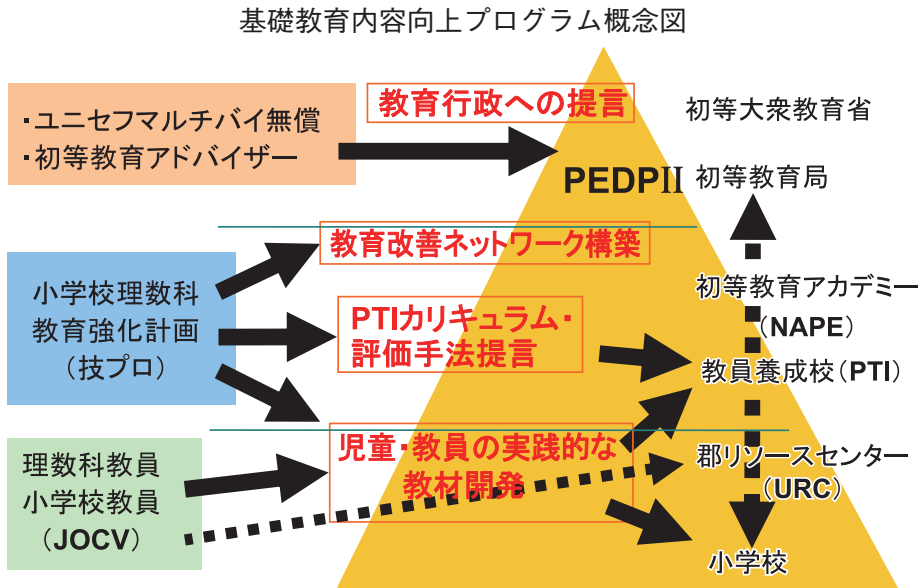 基礎教育内容向上プログラム概念図
・ユニセフマルチバイ無償
・初等教育アドバイザー
教育行政への提言
初等大衆教育省
PEDPII
初等教育局
教育改善ネットワーク構築
小学校理数科
教育強化計画
（技プロ）
PTIカリキュラム・
評価手法提言
初等教育アカデミー
（NAPE）
教員養成校（PTI）
児童・教員の実践的な
教材開発
理数科教員
小学校教員
（JOCV）
郡リソースセンター
（URC）
小学校